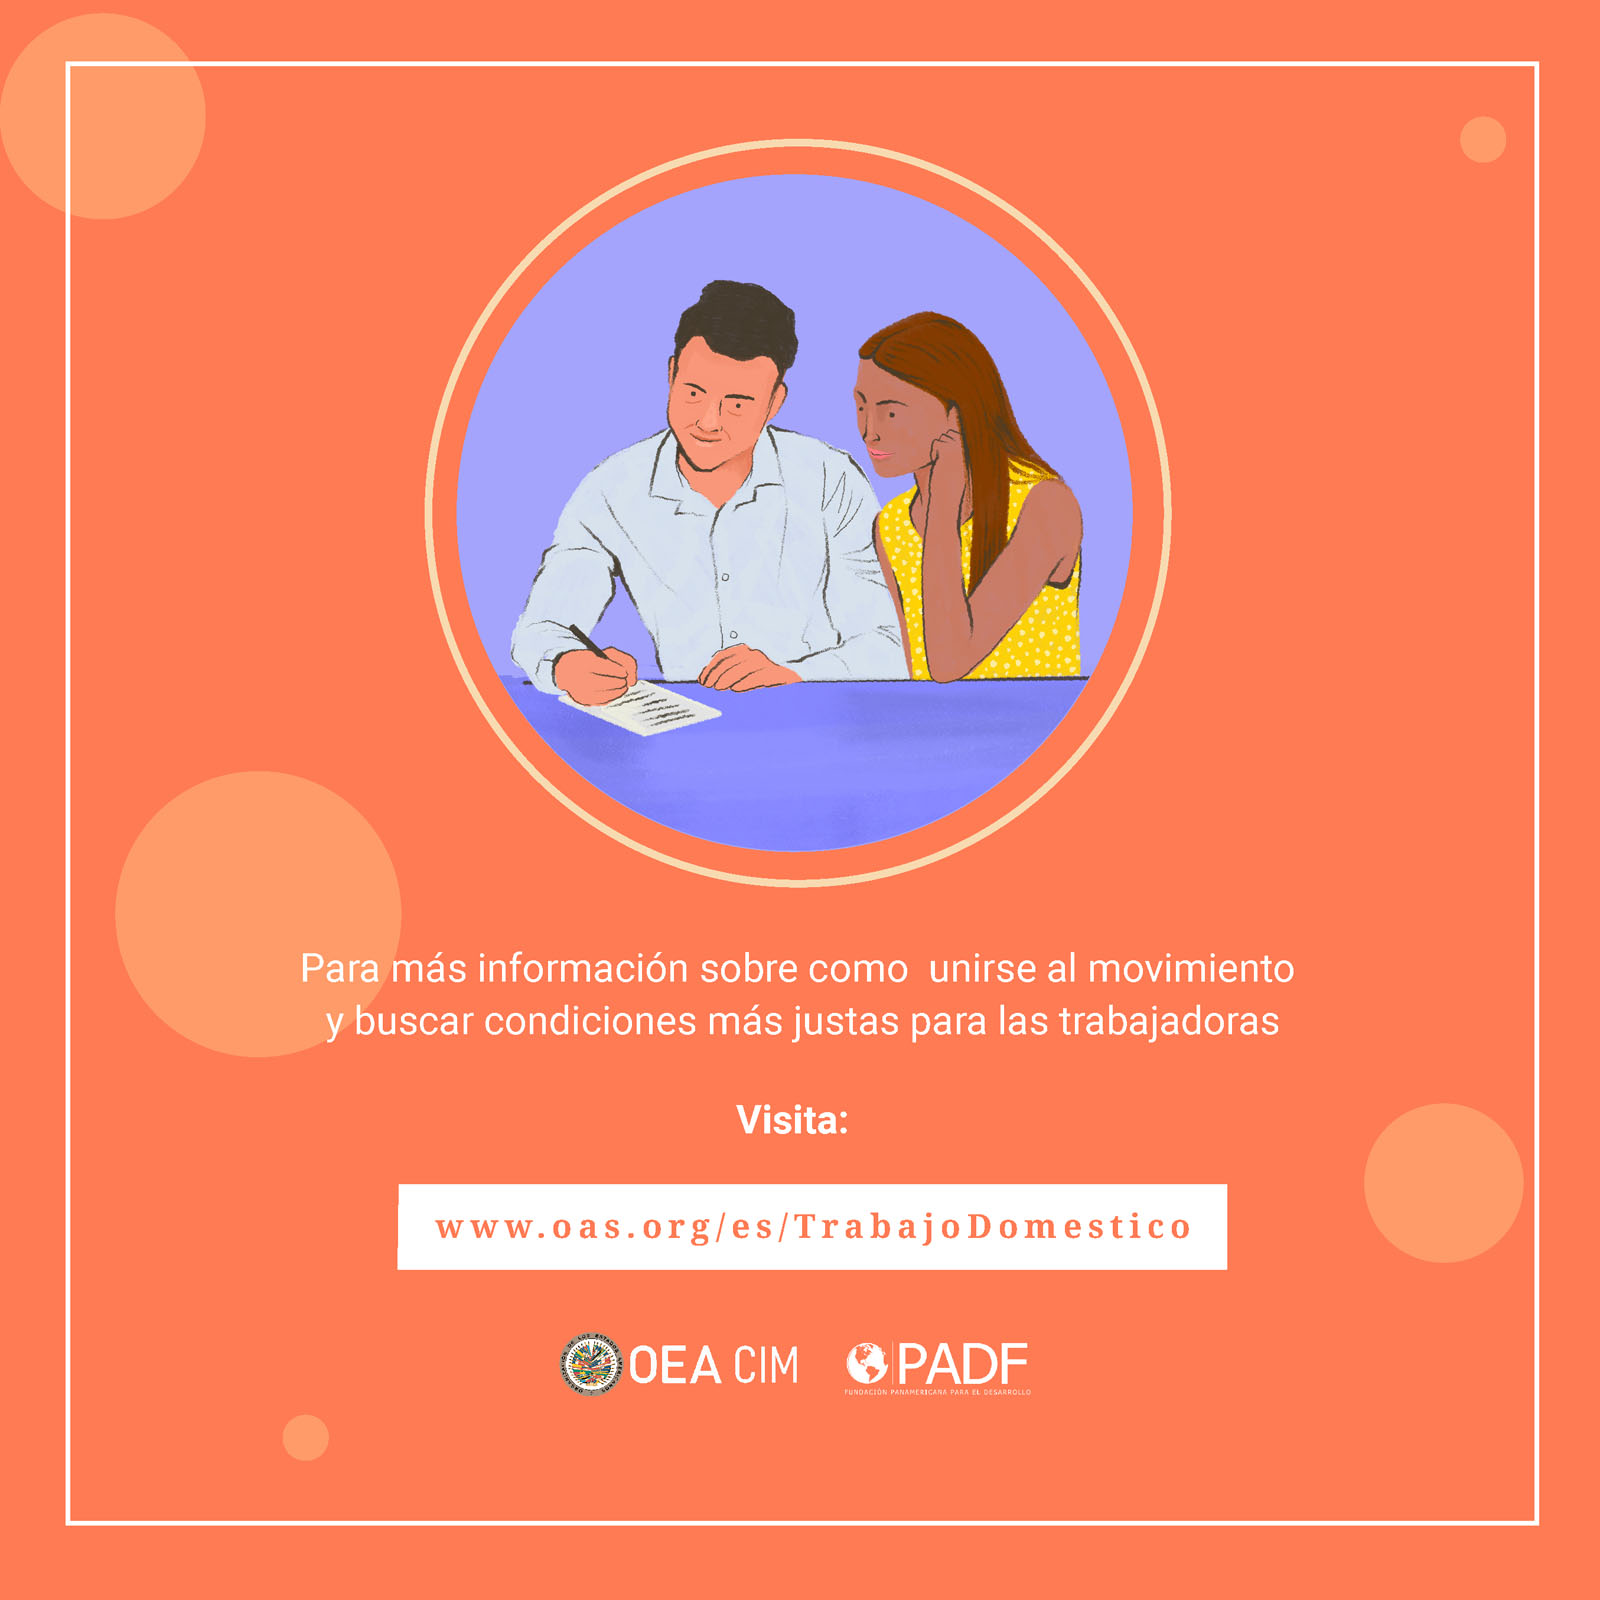 Para más información sobre como unirse al movimiento
y buscar condiciones más justas para las trabajadoras
Visita:
www.oas.org/es/TrabajoDomestico
OEA CIM
PADF
FUNDACIÓN PANAMERICANA PARA EL DESARROLLO